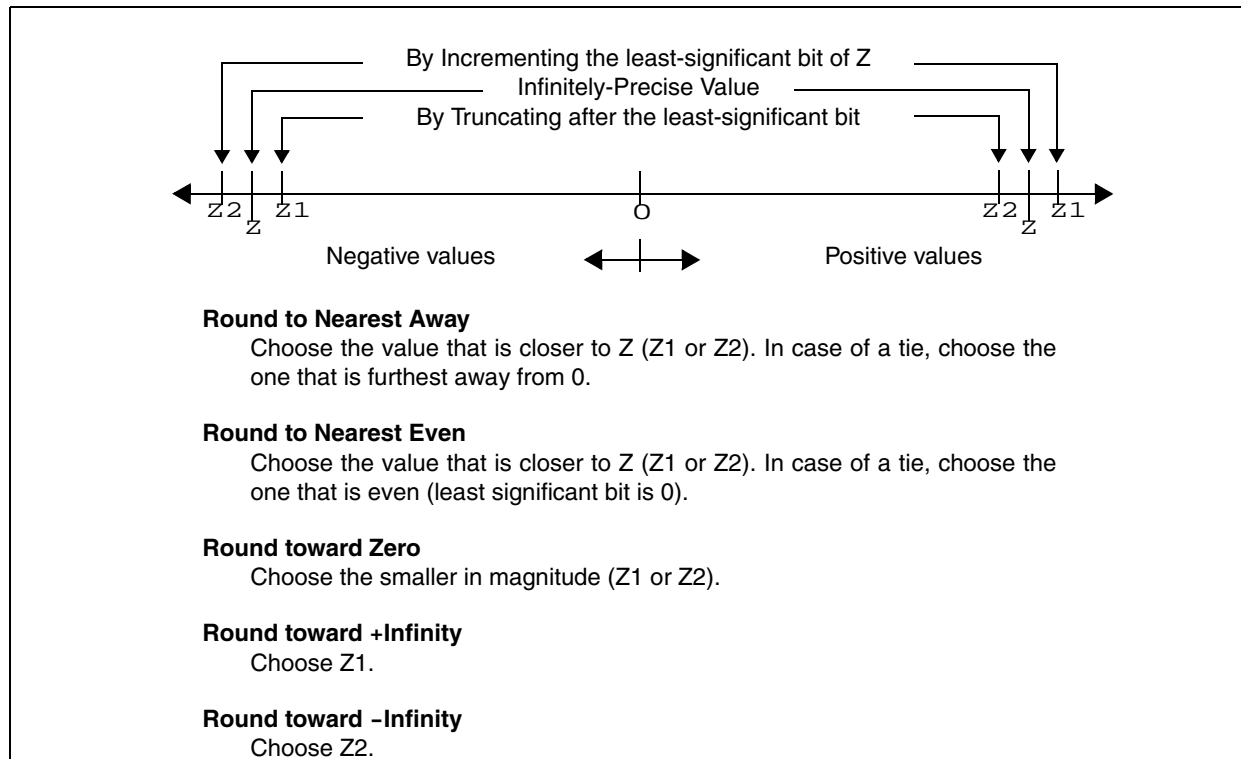 By Incrementing the least-significant bit of Z
Infinitely-Precise Value
By Truncating after the least-significant bit
Z2 Z1 0 Z2 Z1
Z Z
Negative values Positive values
Round to Nearest Away
Choose the value that is closer to Z (Z1 or Z2). In case of a tie, choose the
one that is furthest away from 0.
Round to Nearest Even
Choose the value that is closer to Z (Z1 or Z2). In case of a tie, choose the
one that is even (least significant bit is 0).
Round toward Zero
Choose the smaller in magnitude (Z1 or Z2).
Round toward +Infinity
Choose Z1.
Round toward −Infinity
Choose Z2.